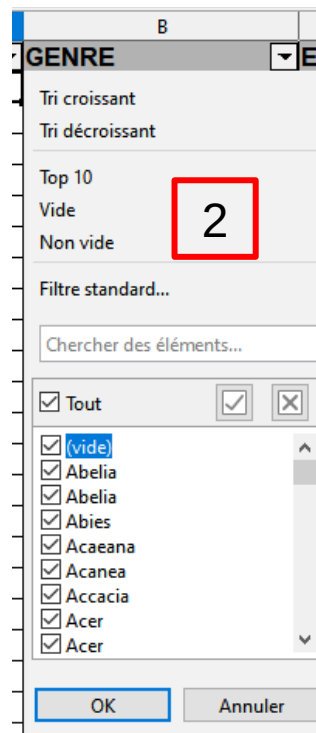 B
GENRE
E
Tri croissant
Tri décroissant
Top 10
Vide
Non vide
2
Filtre standard...
Chercher des éléments...
Tout
(vide)
Abelia
Abelia
Abies
Acaeana
Acanea
Accacia
Acer
Acer
OK
Annuler